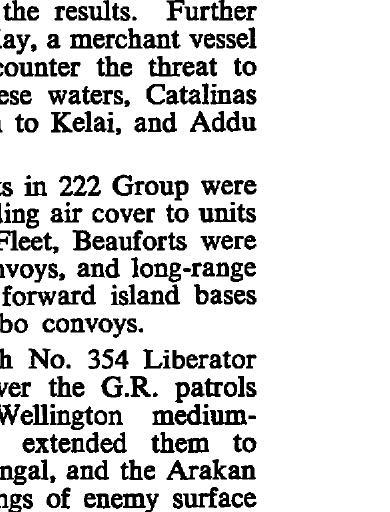 the results. Further
ay, a merchant vessel
counter the threat to
ese waters, Catalinas
to Kelai, and Addu
ts in 222 Group were
ling air cover to units
Fleet, Beauforts were
nvoys, and long-range
forward island bases
bo convoys.
h No. 354 Liberator
ver the G.R. patrols
Wellington medium-
extended them to
ngal, and the Arakan
ngs of enemy surface